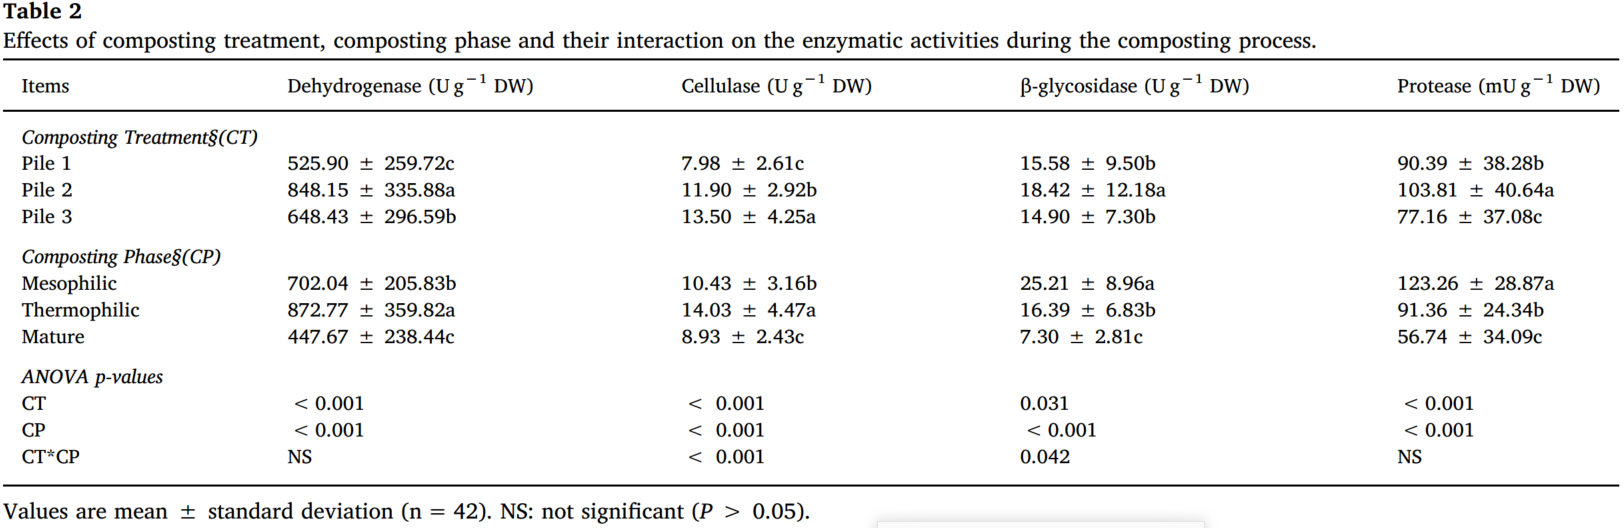 Table 2
Effects of composting treatment, composting phase and their interaction on the enzymatic activities during the composting process.
Items Dehydrogenase (U g⁻¹ DW) Cellulase (U g⁻¹ DW) β-glycosidase (U g⁻¹ DW) Protease (mU g⁻¹ DW)
Composting Treatment§(CT)
Pile 1 525.90 ± 259.72c 7.98 ± 2.61c 15.58 ± 9.50b 90.39 ± 38.28b
Pile 2 848.15 ± 335.88a 11.90 ± 2.92b 18.42 ± 12.18a 103.81 ± 40.64a
Pile 3 648.43 ± 296.59b 13.50 ± 4.25a 14.90 ± 7.30b 77.16 ± 37.08c
Composting Phase§(CP)
Mesophilic 702.04 ± 205.83b 10.43 ± 3.16b 25.21 ± 8.96a 123.26 ± 28.87a
Thermophilic 872.77 ± 359.82a 14.03 ± 4.47a 16.39 ± 6.83b 91.36 ± 24.34b
Mature 447.67 ± 238.44c 8.93 ± 2.43c 7.30 ± 2.81c 56.74 ± 34.09c
ANOVA p-values
CT < 0.001 < 0.001 0.031 < 0.001
CP < 0.001 < 0.001 < 0.001 < 0.001
CT*CP NS < 0.001 0.042 NS
Values are mean ± standard deviation (n = 42). NS: not significant (P > 0.05).